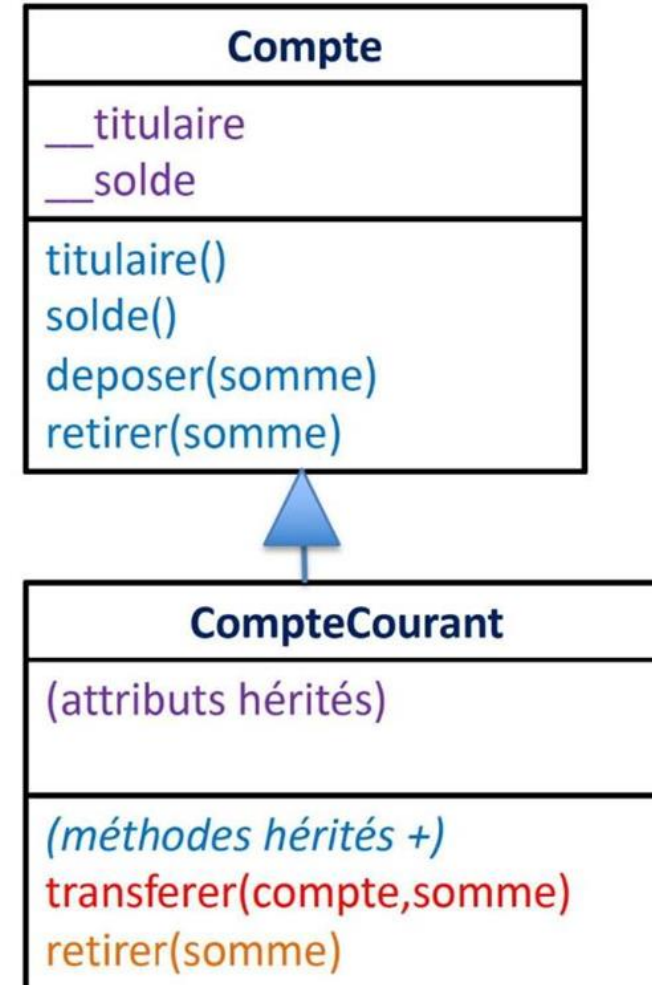 Compte
__titulaire
__solde
titulaire()
solde()
deposer(somme)
retirer(somme)
CompteCourant
(attributs hérités)
(méthodes hérités +)
transferer(compte,somme)
retirer(somme)